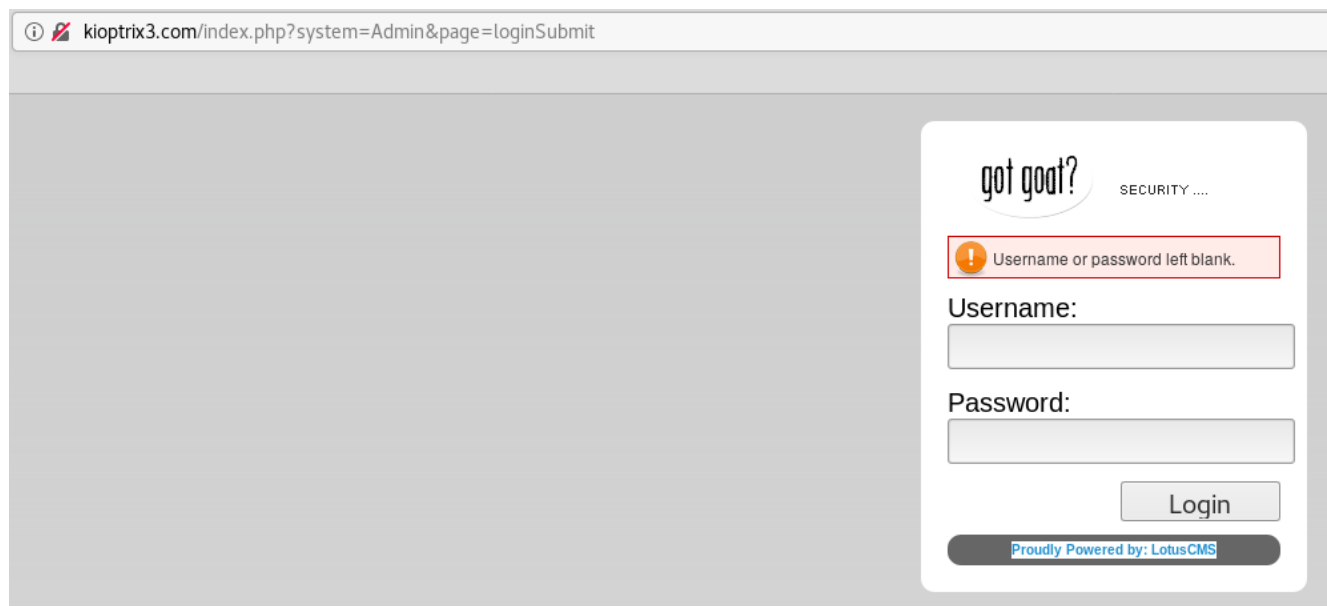 kioptrix3.com/index.php?system=Admin&page=loginSubmit
got goat?
SECURITY ....
! Username or password left blank.
Username:
Password:
Login
Proudly Powered by: LotusCMS